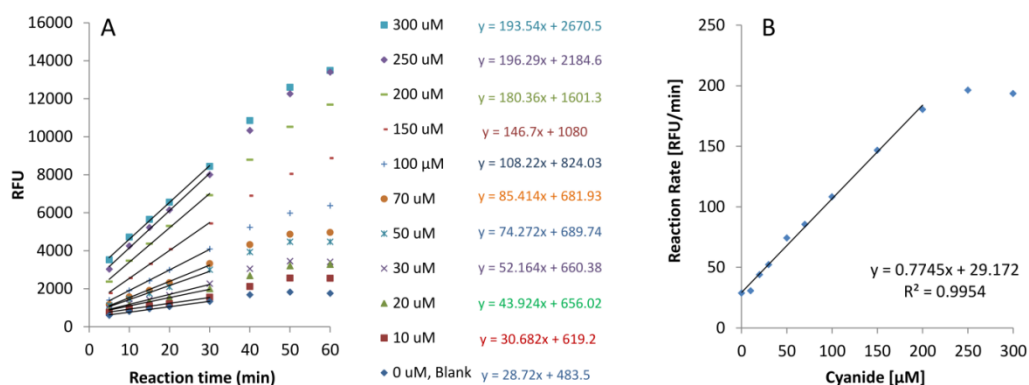 A
RFU
16000
14000
12000
10000
8000
6000
4000
2000
0
0 10 20 30 40 50 60
Reaction time (min)
300 uM y = 193.54x + 2670.5
250 uM y = 196.29x + 2184.6
200 uM y = 180.36x + 1601.3
150 uM y = 146.7x + 1080
100 µM y = 108.22x + 824.03
70 uM y = 85.414x + 681.93
50 uM y = 74.272x + 689.74
30 uM y = 52.164x + 660.38
20 uM y = 43.924x + 656.02
10 uM y = 30.682x + 619.2
0 uM, Blank y = 28.72x + 483.5
B
Reaction Rate [RFU/min]
250
200
150
100
50
0
y = 0.7745x + 29.172
R² = 0.9954
0 50 100 150 200 250 300
Cyanide [µM]